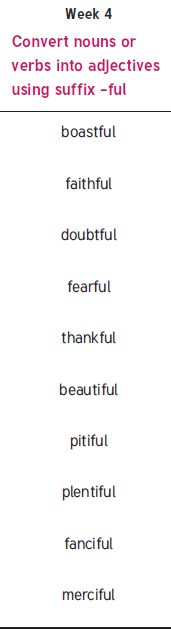 Week 4
Convert nouns or
verbs into adjectives
using suffix –ful
boastful
faithful
doubtful
fearful
thankful
beautiful
pitiful
plentiful
fanciful
merciful